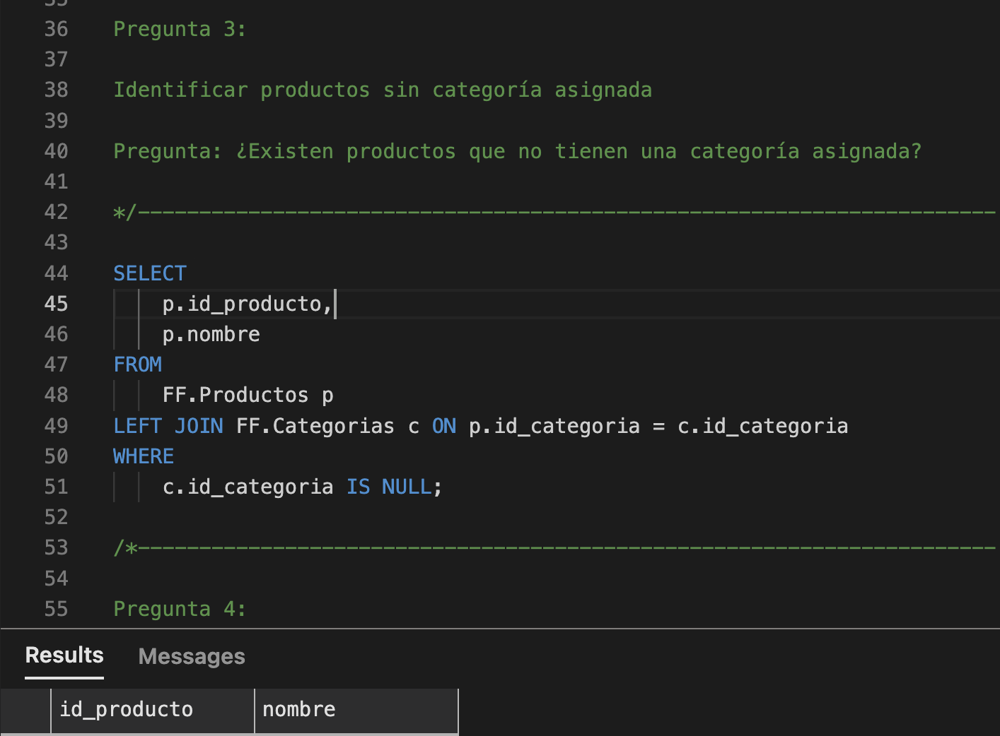 35
36 Pregunta 3:
37
38 Identificar productos sin categoría asignada
39
40 Pregunta: ¿Existen productos que no tienen una categoría asignada?
41
42 */----------------------------------------------------------------------
43
44 SELECT
45 p.id_producto,
46 p.nombre
47 FROM
48 FF.Productos p
49 LEFT JOIN FF.Categorias c ON p.id_categoria = c.id_categoria
50 WHERE
51 c.id_categoria IS NULL;
52
53 /*----------------------------------------------------------------------
54
55 Pregunta 4:
Results Messages
id_producto nombre